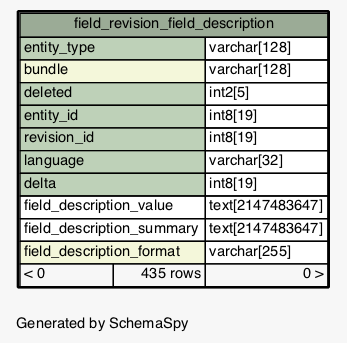 field_revision_field_description
entity_type varchar[128]
bundle varchar[128]
deleted int2[5]
entity_id int8[19]
revision_id int8[19]
language varchar[32]
delta int8[19]
field_description_value text[2147483647]
field_description_summary text[2147483647]
field_description_format varchar[255]
< 0 435 rows 0 >
Generated by SchemaSpy